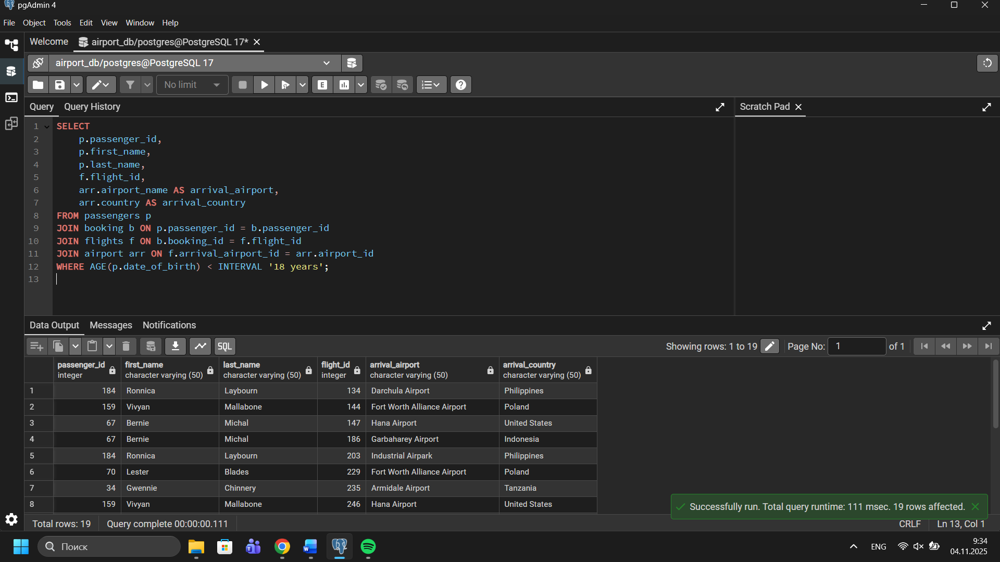 pgAdmin 4
File Object Tools Edit View Window Help
Welcome airport_db/postgres@PostgreSQL 17*
airport_db/postgres@PostgreSQL 17
No limit E
Query Query History Scratch Pad
1 SELECT
2 p.passenger_id,
3 p.first_name,
4 p.last_name,
5 f.flight_id,
6 arr.airport_name AS arrival_airport,
7 arr.country AS arrival_country
8 FROM passengers p
9 JOIN booking b ON p.passenger_id = b.passenger_id
10 JOIN flights f ON b.booking_id = f.flight_id
11 JOIN airport arr ON f.arrival_airport_id = arr.airport_id
12 WHERE AGE(p.date_of_birth) < INTERVAL '18 years';
13
Data Output Messages Notifications
SQL Showing rows: 1 to 19 Page No: 1 of 1
passenger_id first_name last_name flight_id arrival_airport arrival_country
integer character varying (50) character varying (50) integer character varying (50) character varying (50)
1 184 Ronnica Laybourn 134 Darchula Airport Philippines
2 159 Vivyan Mallabone 144 Fort Worth Alliance Airport Poland
3 67 Bernie Michal 147 Hana Airport United States
4 67 Bernie Michal 186 Garbaharey Airport Indonesia
5 184 Ronnica Laybourn 203 Industrial Airpark Philippines
6 70 Lester Blades 229 Fort Worth Alliance Airport Poland
7 34 Gwennie Chinnery 235 Armidale Airport Tanzania
8 159 Vivyan Mallabone 246 Hana Airport United States
Successfully run. Total query runtime: 111 msec. 19 rows affected.
Total rows: 19 Query complete 00:00:00.111 CRLF Ln 13, Col 1
Поиск ENG 9:34
04.11.2025